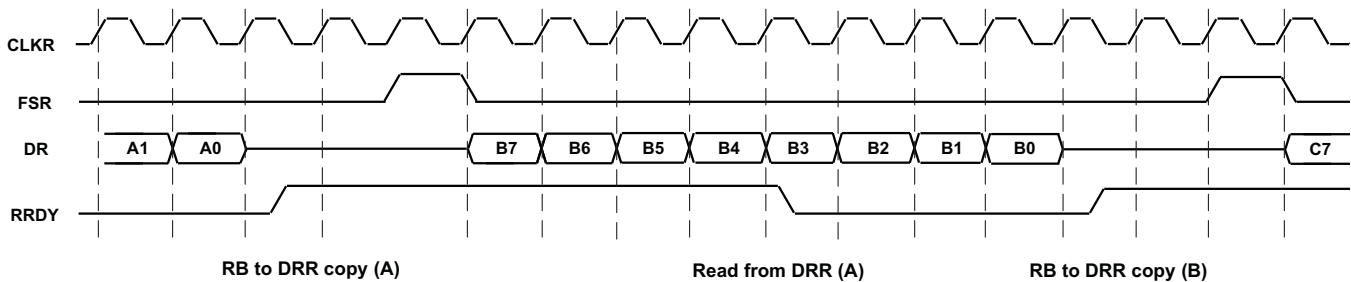 CLKR
FSR
DR A1 A0 B7 B6 B5 B4 B3 B2 B1 B0 C7
RRDY
RB to DRR copy (A) Read from DRR (A) RB to DRR copy (B)